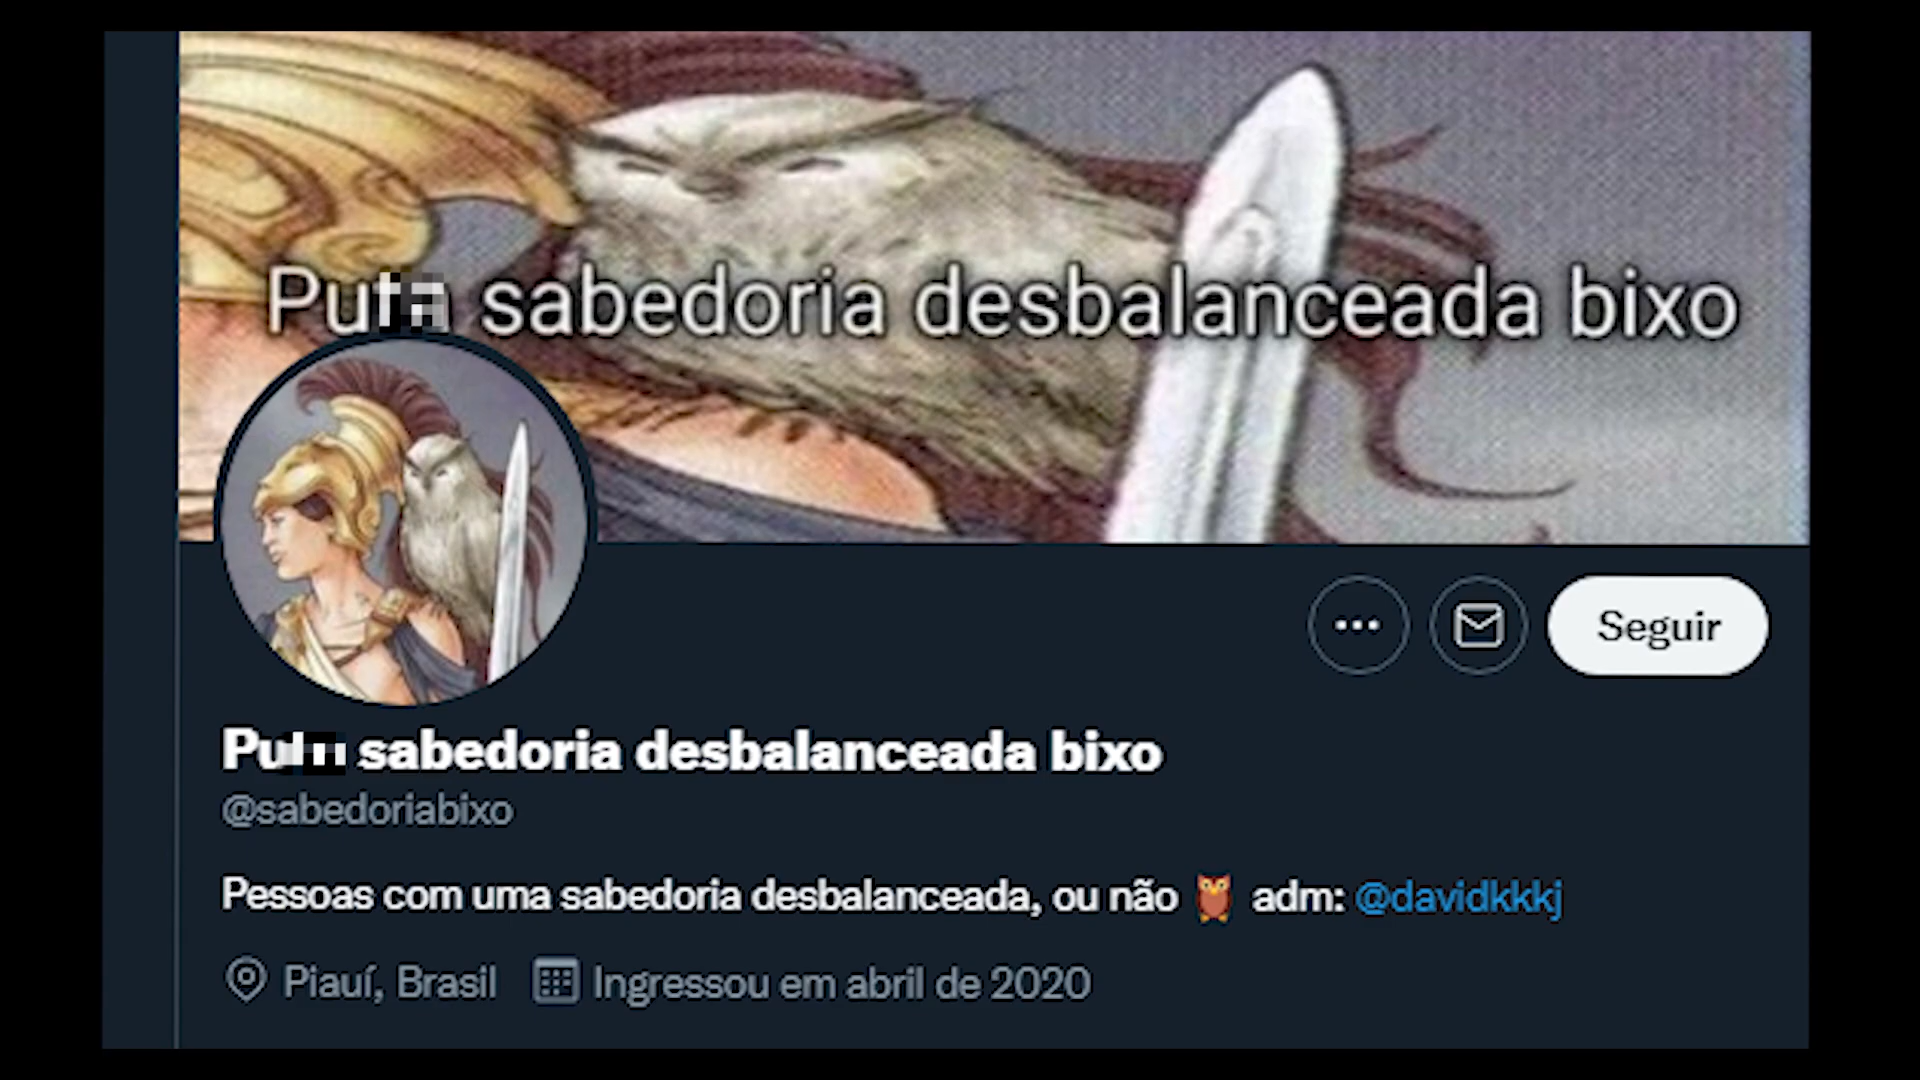 Puta sabedoria desbalanceada bixo
Seguir
sabedoria desbalanceada bixo
@sabedoriabixo
Pessoas com uma sabedoria desbalanceada, ou não 🦉 adm: @davidkkkj
Piauí, Brasil Ingressou em abril de 2020